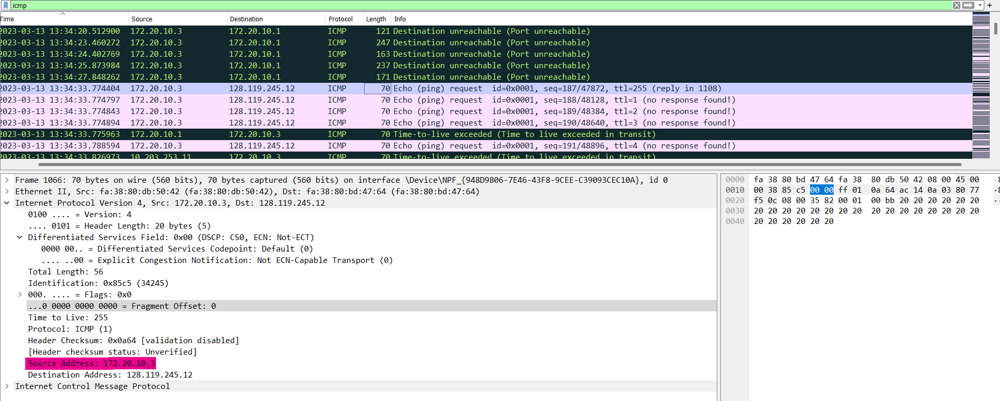 icmp
Time Source Destination Protocol Length Info
2023-03-13 13:34:20.512900 172.20.10.3 172.20.10.1 ICMP 121 Destination unreachable (Port unreachable)
2023-03-13 13:34:23.460272 172.20.10.3 172.20.10.1 ICMP 247 Destination unreachable (Port unreachable)
2023-03-13 13:34:24.402769 172.20.10.3 172.20.10.1 ICMP 163 Destination unreachable (Port unreachable)
2023-03-13 13:34:25.873984 172.20.10.3 172.20.10.1 ICMP 237 Destination unreachable (Port unreachable)
2023-03-13 13:34:27.848262 172.20.10.3 172.20.10.1 ICMP 171 Destination unreachable (Port unreachable)
2023-03-13 13:34:33.774404 172.20.10.3 128.119.245.12 ICMP 70 Echo (ping) request id=0x0001, seq=187/47872, ttl=255 (reply in 1108)
2023-03-13 13:34:33.774797 172.20.10.3 128.119.245.12 ICMP 70 Echo (ping) request id=0x0001, seq=188/48128, ttl=1 (no response found!)
2023-03-13 13:34:33.774843 172.20.10.3 128.119.245.12 ICMP 70 Echo (ping) request id=0x0001, seq=189/48384, ttl=2 (no response found!)
2023-03-13 13:34:33.774894 172.20.10.3 128.119.245.12 ICMP 70 Echo (ping) request id=0x0001, seq=190/48640, ttl=3 (no response found!)
2023-03-13 13:34:33.775963 172.20.10.1 172.20.10.3 ICMP 70 Time-to-live exceeded (Time to live exceeded in transit)
2023-03-13 13:34:33.788594 172.20.10.3 128.119.245.12 ICMP 70 Echo (ping) request id=0x0001, seq=191/48896, ttl=4 (no response found!)
2023-03-13 13:34:33.826973 10.203.253.11 172.20.10.3 ICMP 70 Time-to-live exceeded (Time to live exceeded in transit)
Frame 1066: 70 bytes on wire (560 bits), 70 bytes captured (560 bits) on interface \Device\NPF_{948D9806-7E46-43F8-9CEE-C39093CEC10A}, id 0
Ethernet II, Src: fa:38:80:db:50:42 (fa:38:80:db:50:42), Dst: fa:38:80:bd:47:64 (fa:38:80:bd:47:64)
Internet Protocol Version 4, Src: 172.20.10.3, Dst: 128.119.245.12
0100 .... = Version: 4
.... 0101 = Header Length: 20 bytes (5)
Differentiated Services Field: 0x00 (DSCP: CS0, ECN: Not-ECT)
0000 00.. = Differentiated Services Codepoint: Default (0)
.... ..00 = Explicit Congestion Notification: Not ECN-Capable Transport (0)
Total Length: 56
Identification: 0x85c5 (34245)
000. .... = Flags: 0x0
...0 0000 0000 0000 = Fragment Offset: 0
Time to Live: 255
Protocol: ICMP (1)
Header Checksum: 0x0a64 [validation disabled]
[Header checksum status: Unverified]
Source Address: 172.20.10.3
Destination Address: 128.119.245.12
Internet Control Message Protocol
0000 fa 38 80 bd 47 64 fa 38 80 db 50 42 08 00 45 00 ·8
0010 00 38 85 c5 00 00 ff 01 0a 64 ac 14 0a 03 80 77 ·8
0020 f5 0c 08 00 35 82 00 01 00 bb 20 20 20 20 20 20 ··
0030 20 20 20 20 20 20 20 20 20 20 20 20 20 20 20 20
0040 20 20 20 20 20 20